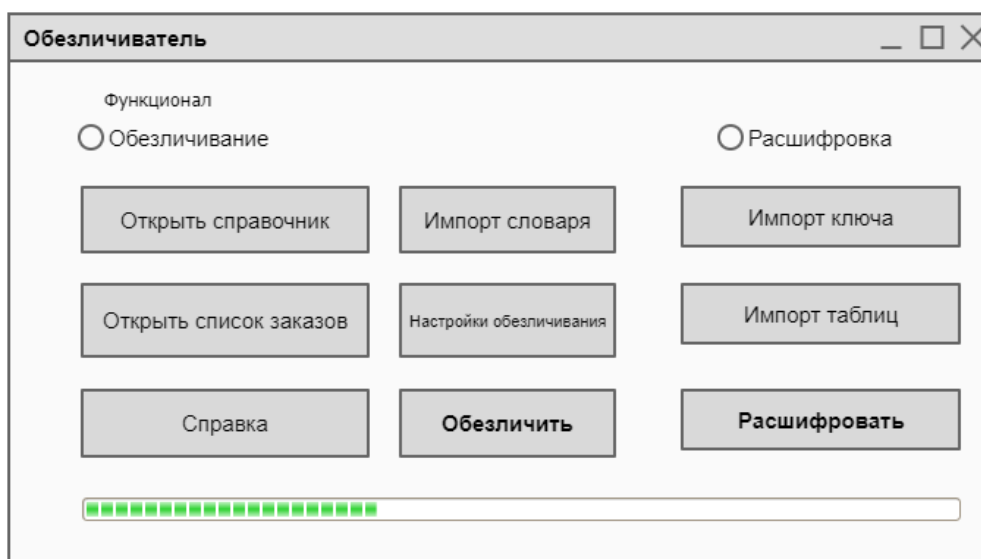 Обезличиватель
Функционал
Обезличивание
Расшифровка
Открыть справочник
Импорт словаря
Импорт ключа
Открыть список заказов
Настройки обезличивания
Импорт таблиц
Справка
Обезличить
Расшифровать